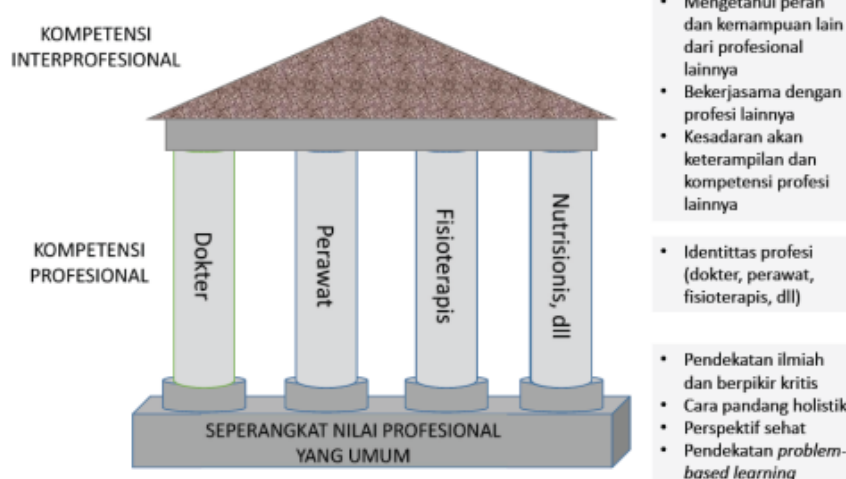 KOMPETENSI
INTERPROFESIONAL
• Mengetahui peran
dan kemampuan lain
dari profesional
lainnya
• Bekerjasama dengan
profesi lainnya
• Kesadaran akan
keterampilan dan
kompetensi profesi
lainnya
KOMPETENSI
PROFESIONAL
Dokter
Perawat
Fisioterapis
Nutrisionis, dll
• Identittas profesi
(dokter, perawat,
fisioterapis, dll)
SEPERANGKAT NILAI PROFESIONAL
YANG UMUM
• Pendekatan ilmiah
dan berpikir kritis
• Cara pandang holistik
• Perspektif sehat
• Pendekatan problem-
based learning